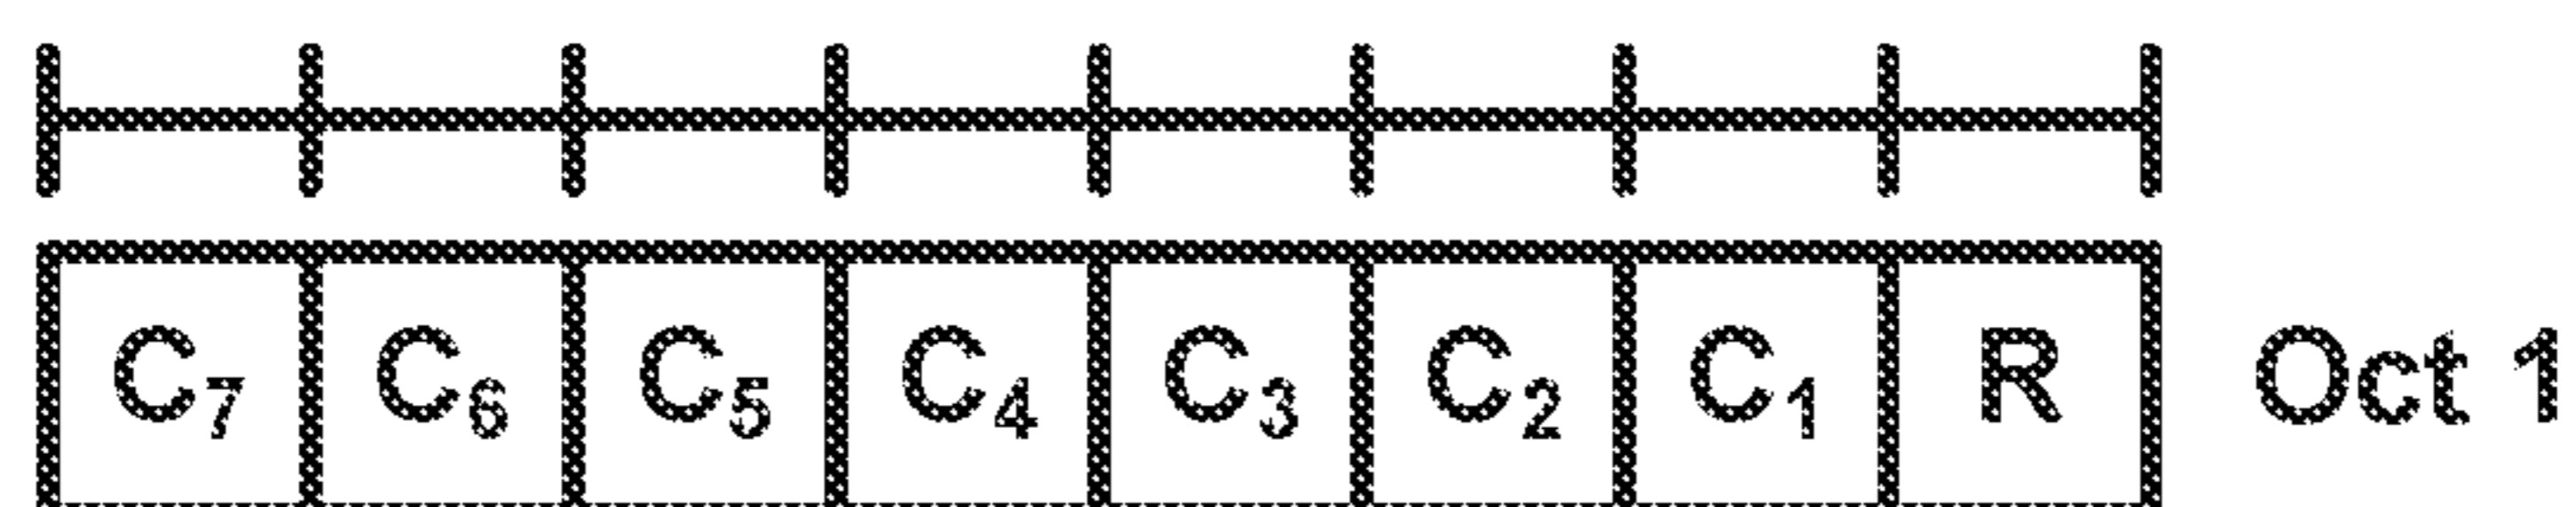 C₇ C₆ C₅ C₄ C₃ C₂ C₁ R Oct 1